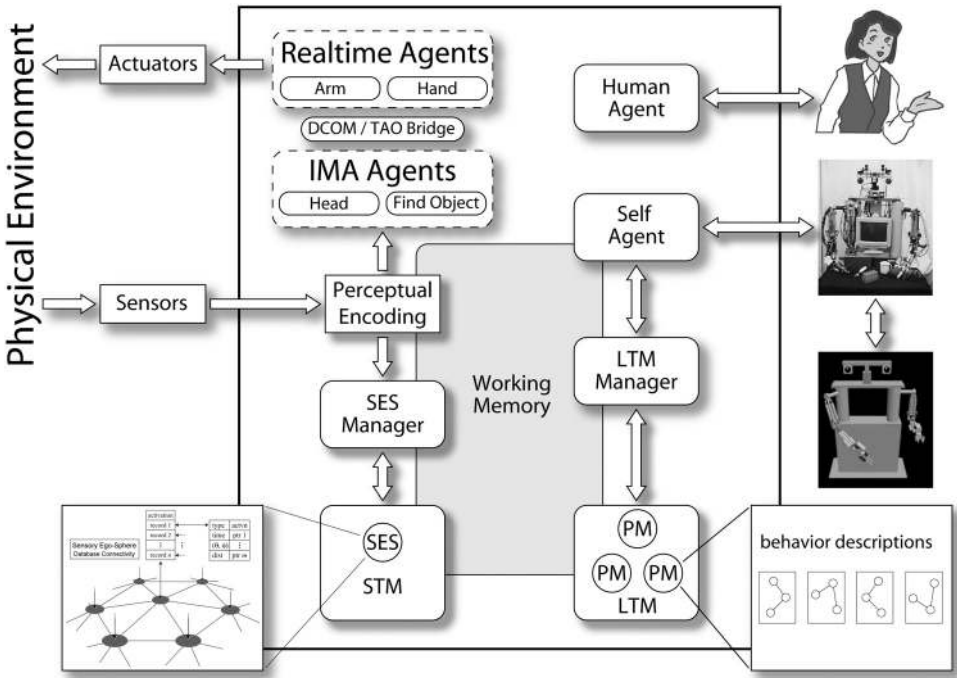 Physical Environment
Actuators
Realtime Agents
Arm
Hand
DCOM / TAO Bridge
IMA Agents
Head
Find Object
Human
Agent
Self
Agent
Sensors
Perceptual
Encoding
Working
Memory
LTM
Manager
SES
Manager
activation
record 1
record 2
record n
type
time
dist
ptr 1
Sensory Ego-Sphere
Database Connectivity
SES
STM
PM
PM
PM
LTM
behavior descriptions